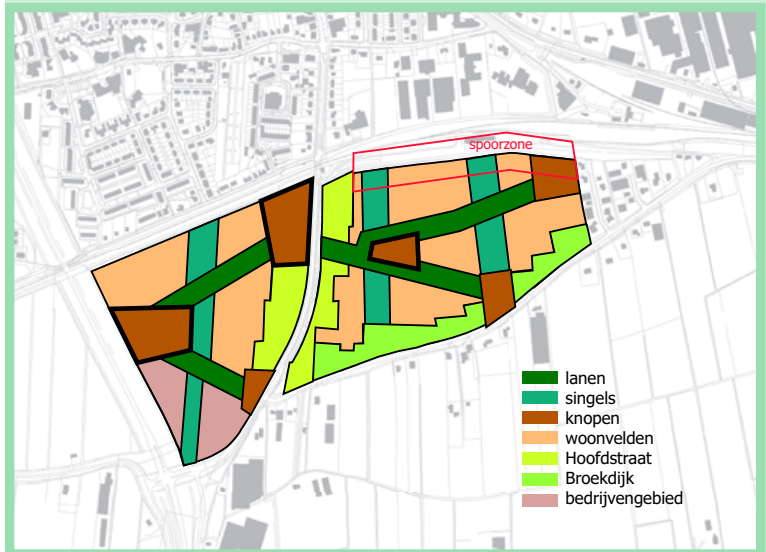 spoorzone
lanen
singels
knopen
woonvelden
Hoofdstraat
Broekdijk
bedrijvengebied